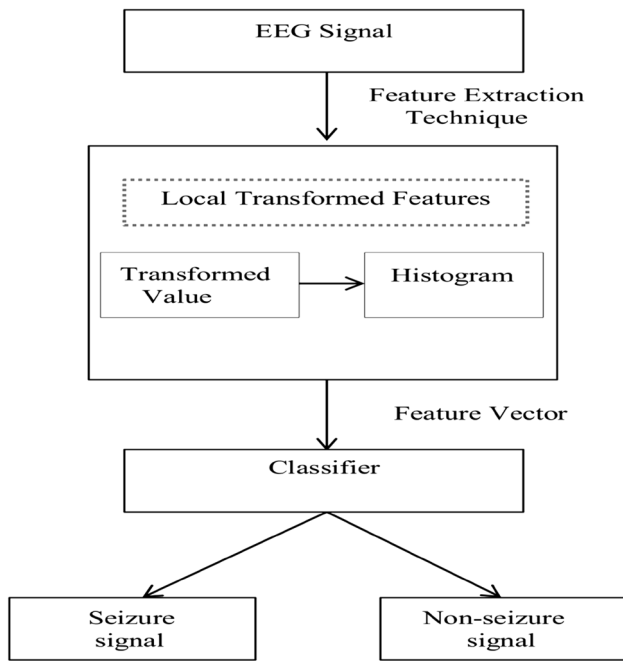 EEG Signal
Feature Extraction
Technique
Local Transformed Features
Transformed
Value
Histogram
Feature Vector
Classifier
Seizure
signal
Non-seizure
signal